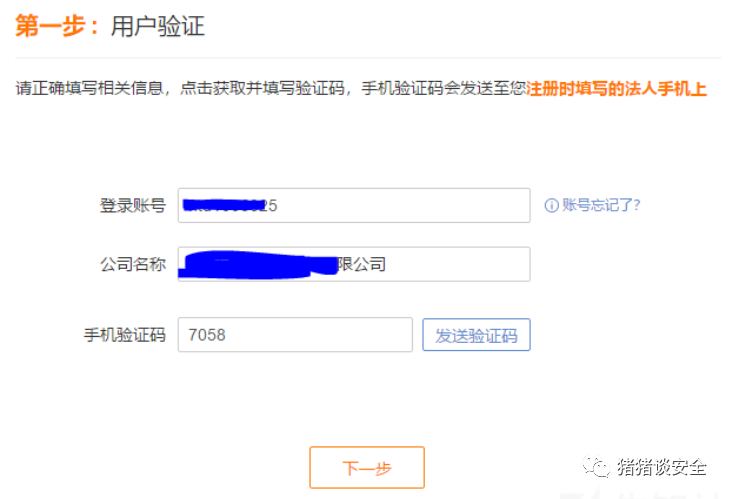 第一步：用户验证
请正确填写相关信息，点击获取并填写验证码，手机验证码会发送至您注册时填写的法人手机上
登录账号 25 账号忘记了?
公司名称 限公司
手机验证码 7058 发送验证码
下一步
猪猪谈安全